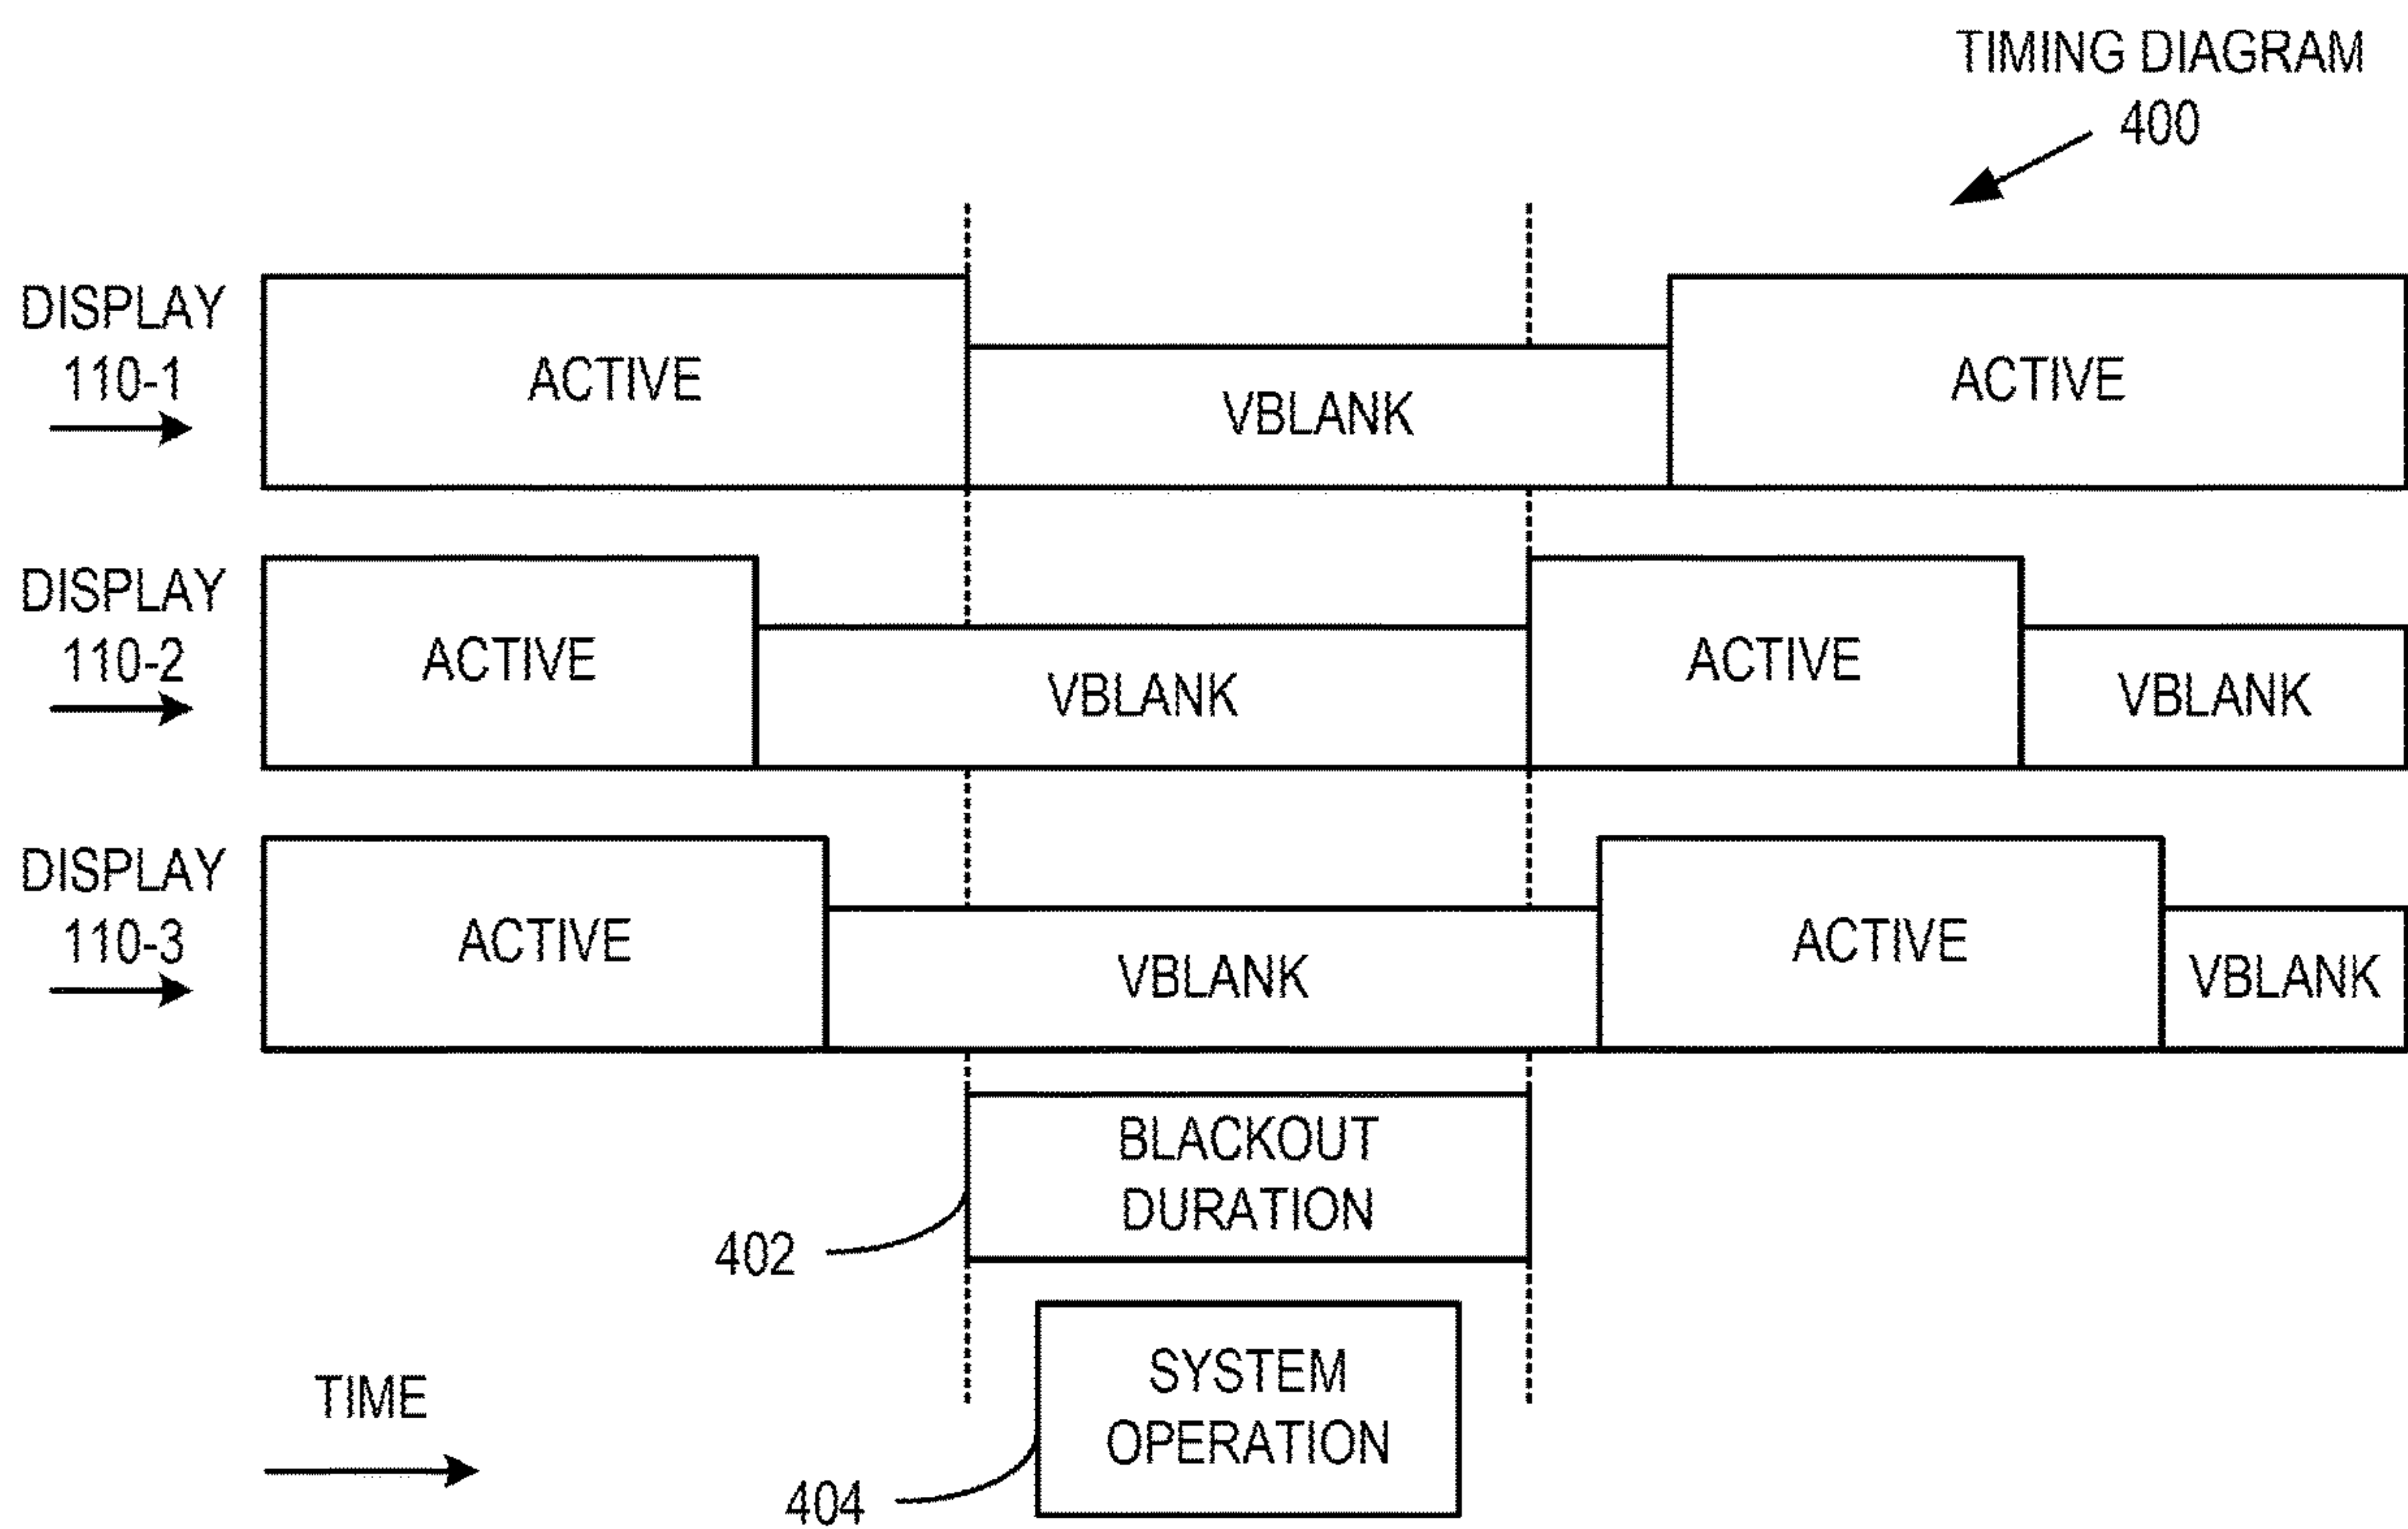 TIMING DIAGRAM
400
DISPLAY
110-1
ACTIVE
VBLANK
ACTIVE
DISPLAY
110-2
ACTIVE
VBLANK
ACTIVE
VBLANK
DISPLAY
110-3
ACTIVE
VBLANK
ACTIVE
VBLANK
BLACKOUT
DURATION
402
SYSTEM
OPERATION
404
TIME